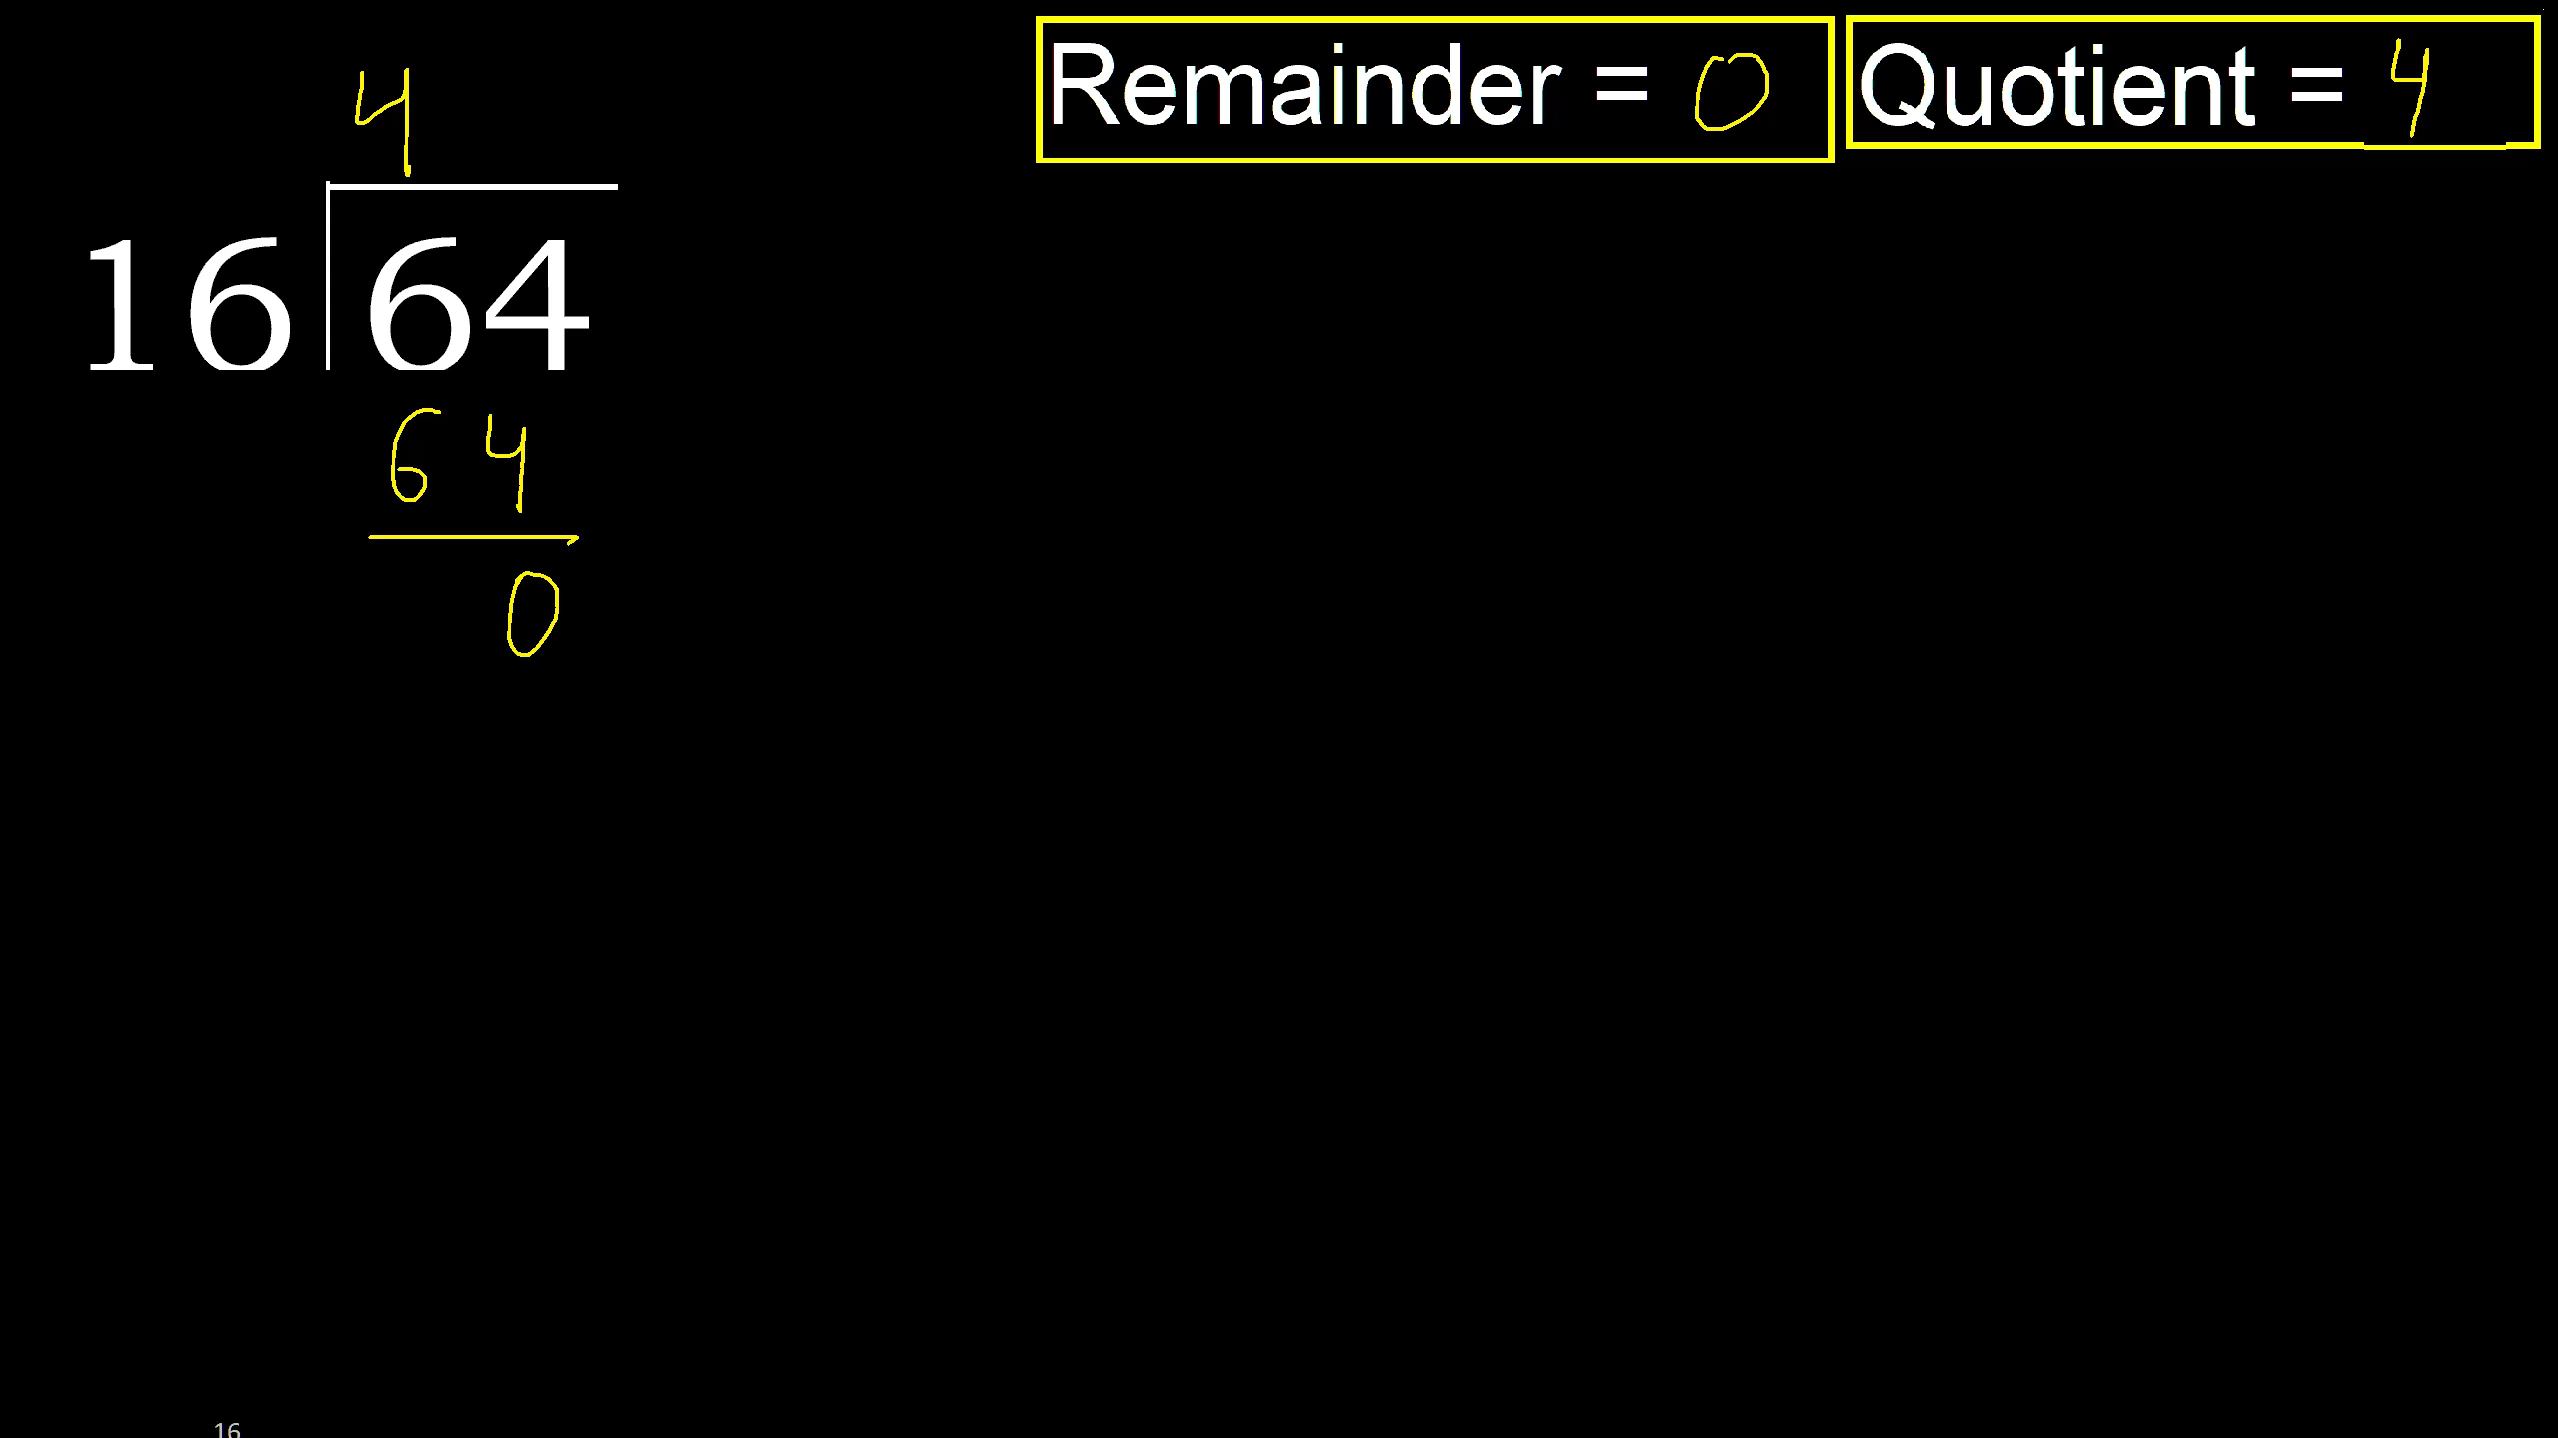 Remainder = 0
Quotient = 4
4
16 64
64
0
16